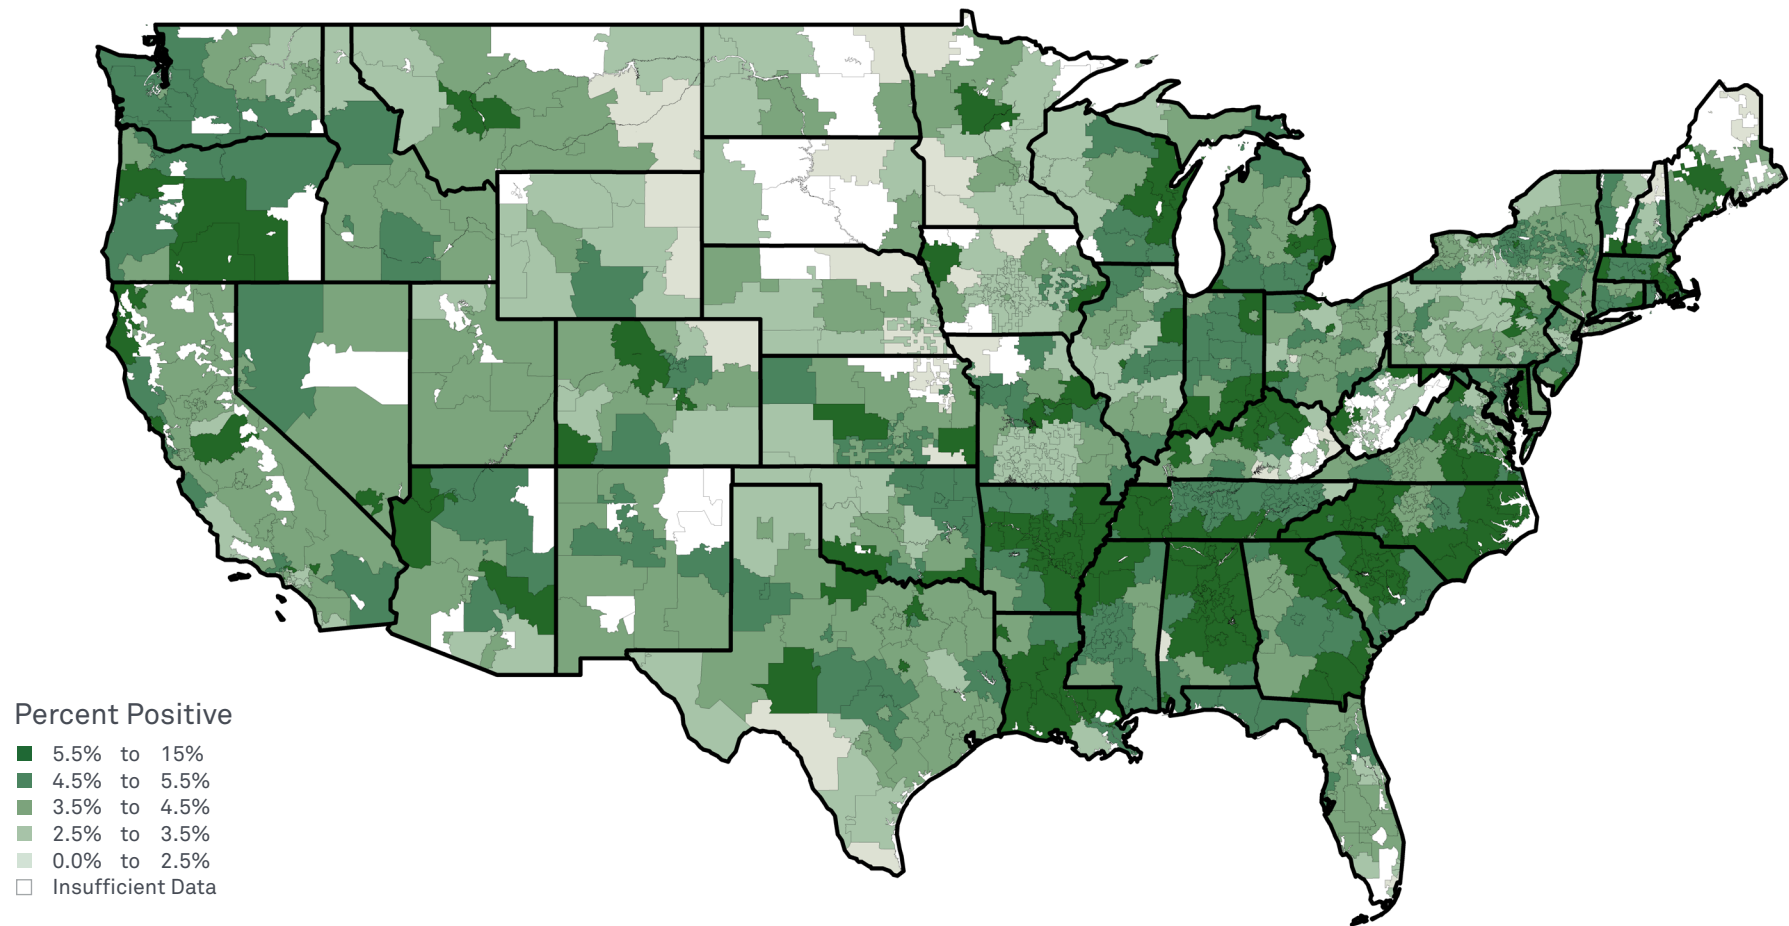 Percent Positive
5.5% to 15%
4.5% to 5.5%
3.5% to 4.5%
2.5% to 3.5%
0.0% to 2.5%
Insufficient Data